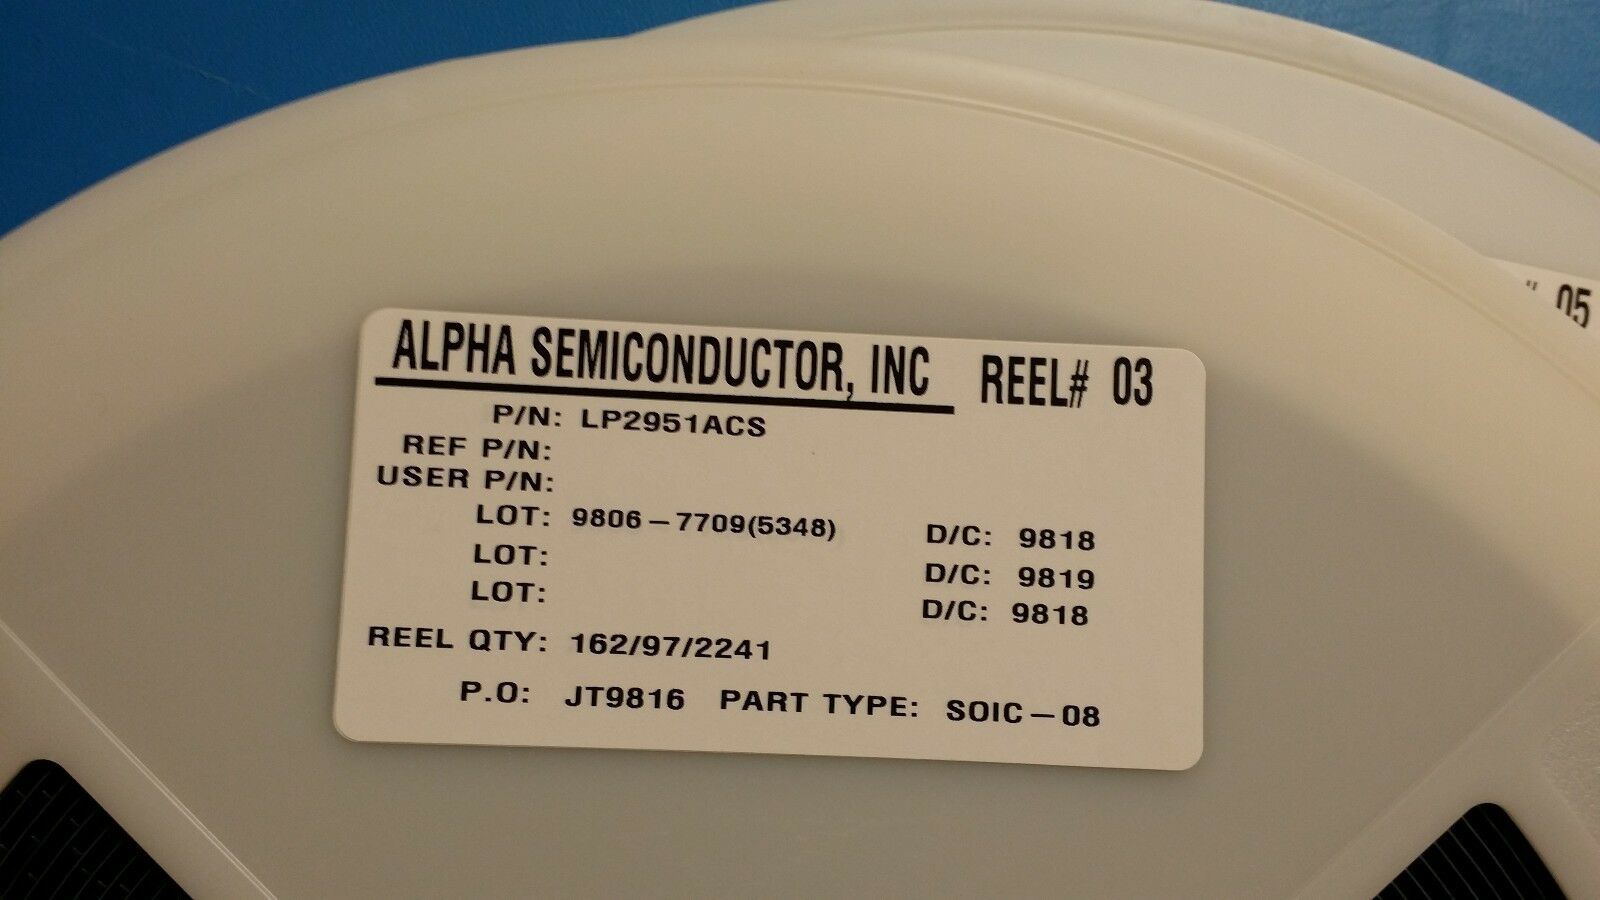 ALPHA SEMICONDUCTOR, INC REEL# 03
P/N: LP2951ACS
REF P/N:
USER P/N:
LOT: 9806-7709(5348) D/C: 9818
LOT: D/C: 9819
LOT: D/C: 9818
REEL QTY: 162/97/2241
P.O: JT9816 PART TYPE: SOIC-08
05